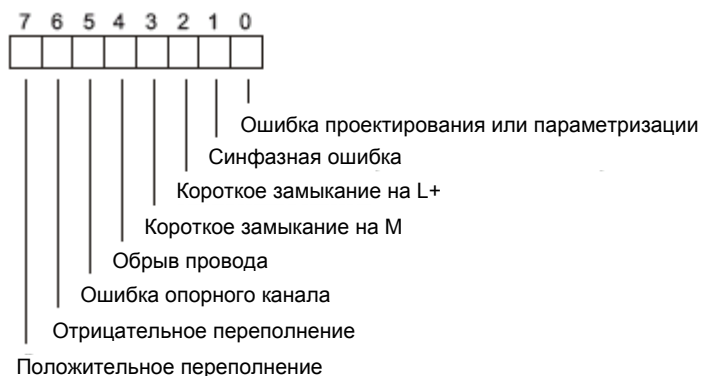 7 6 5 4 3 2 1 0
Ошибка проектирования или параметризации
Синфазная ошибка
Короткое замыкание на L+
Короткое замыкание на M
Обрыв провода
Ошибка опорного канала
Отрицательное переполнение
Положительное переполнение